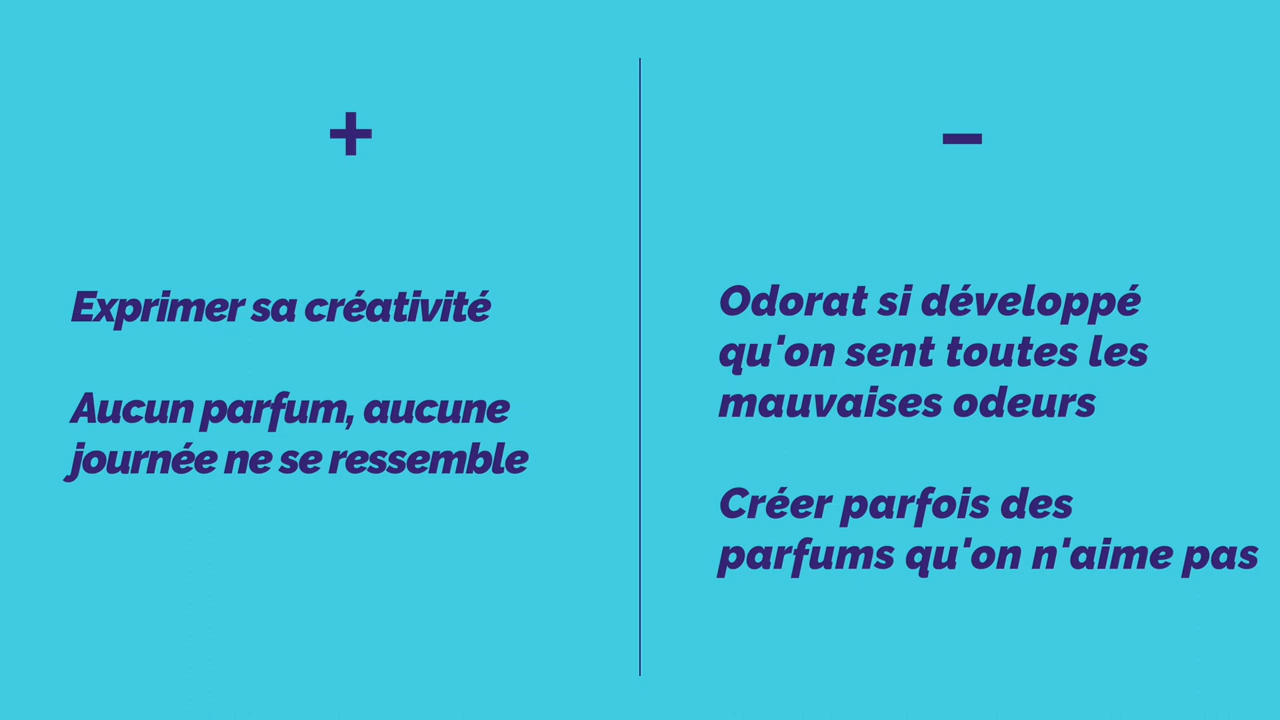 +
Exprimer sa créativité
Aucun parfum, aucune
journée ne se ressemble
–
Odorat si développé
qu'on sent toutes les
mauvaises odeurs
Créer parfois des
parfums qu'on n'aime pas